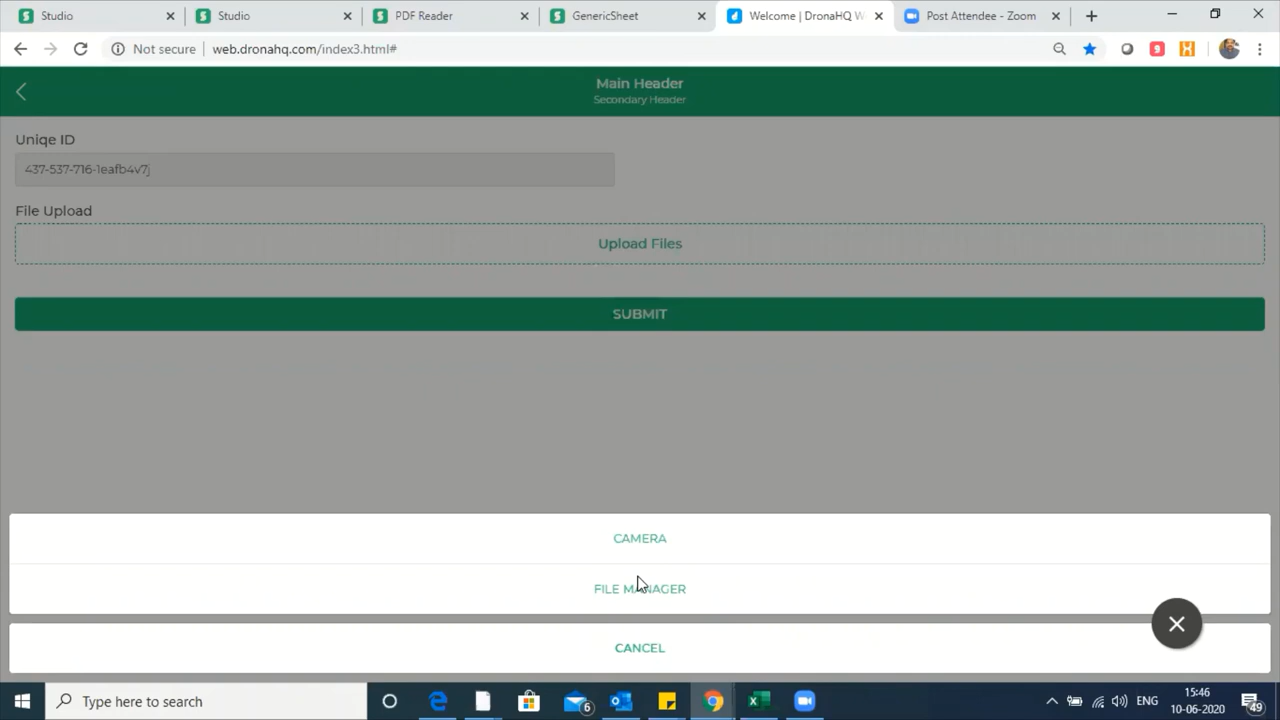 Studio
Studio
PDF Reader
GenericSheet
Welcome | DronaHQ W
Post Attendee - Zoom
Not secure
web.dronahq.com/index3.html#
9
Main Header
Secondary Header
Uniqe ID
437-537-716-1eafb4v7j
File Upload
Upload Files
SUBMIT
CAMERA
FILE MANAGER
CANCEL
Type here to search
6
ENG
15:46
10-06-2020
49